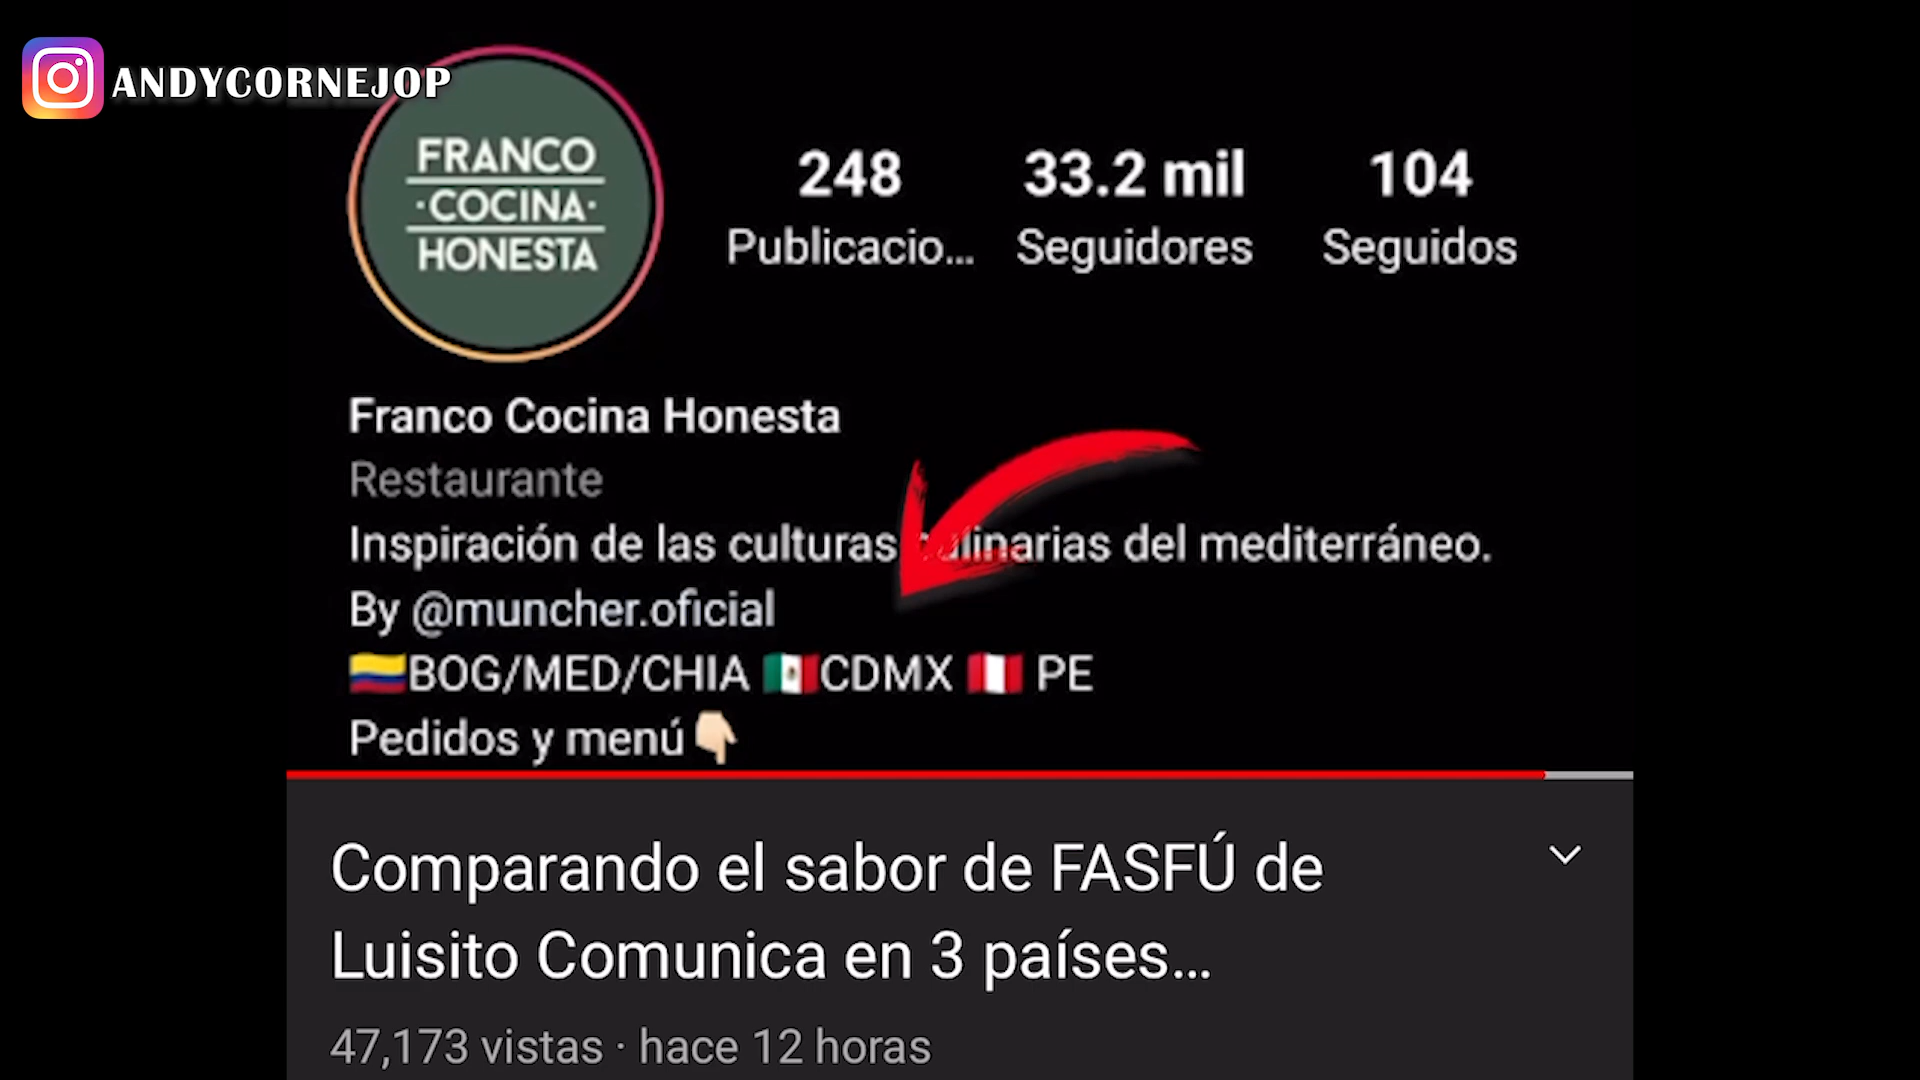 ANDYCORNEJOP
FRANCO
·COCINA·
HONESTA
248
33.2 mil
104
Publicacio...
Seguidores
Seguidos
Franco Cocina Honesta
Restaurante
Inspiración de las culturas culinarias del mediterráneo.
By @muncher.oficial
🇨🇴BOG/MED/CHIA 🇲🇽CDMX 🇵🇪 PE
Pedidos y menú👇🏻
Comparando el sabor de FASFÚ de
Luisito Comunica en 3 países...
47,173 vistas · hace 12 horas